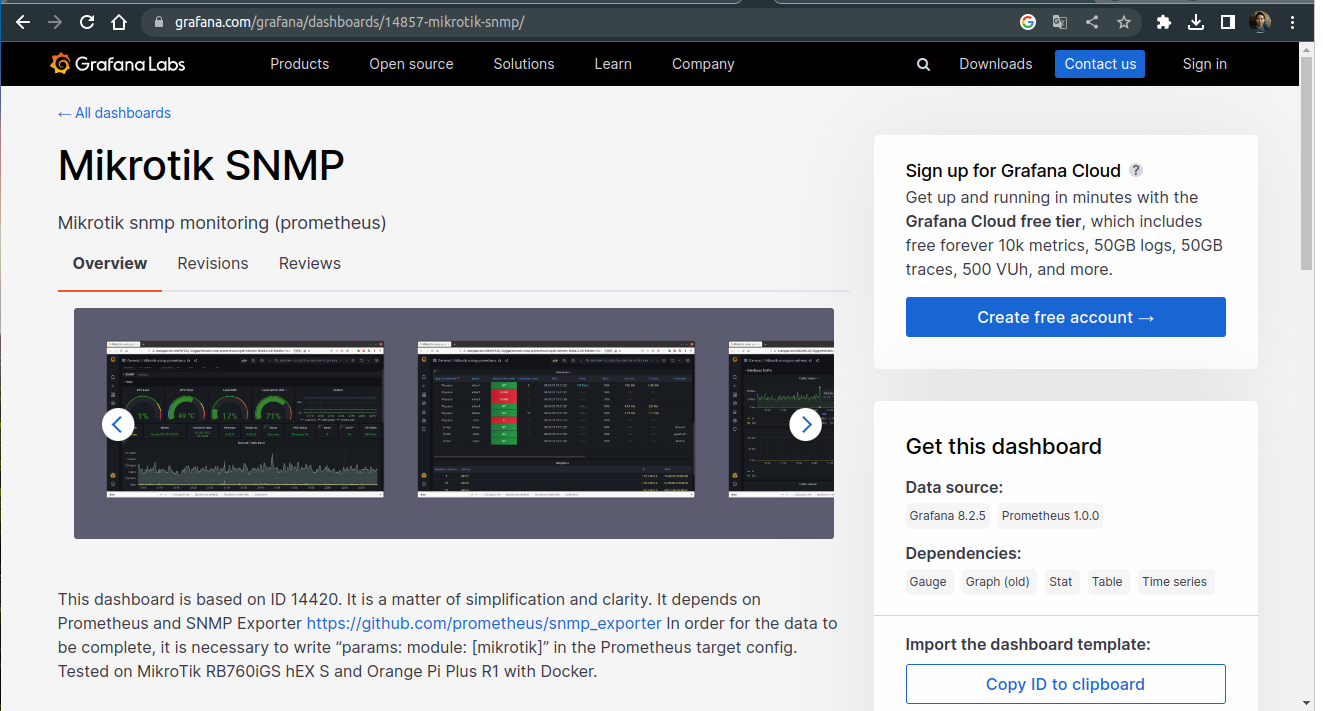 grafana.com/grafana/dashboards/14857-mikrotik-snmp/
Grafana Labs
Products
Open source
Solutions
Learn
Company
Downloads
Contact us
Sign in
← All dashboards
Mikrotik SNMP
Mikrotik snmp monitoring (prometheus)
Overview
Revisions
Reviews
1%
49 °C
17%
71%
This dashboard is based on ID 14420. It is a matter of simplification and clarity. It depends on
Prometheus and SNMP Exporter https://github.com/prometheus/snmp_exporter In order for the data to
be complete, it is necessary to write “params: module: [mikrotik]” in the Prometheus target config.
Tested on MikroTik RB760iGS hEX S and Orange Pi Plus R1 with Docker.
Sign up for Grafana Cloud ?
Get up and running in minutes with the
Grafana Cloud free tier, which includes
free forever 10k metrics, 50GB logs, 50GB
traces, 500 VUh, and more.
Create free account →
Get this dashboard
Data source:
Grafana 8.2.5
Prometheus 1.0.0
Dependencies:
Gauge
Graph (old)
Stat
Table
Time series
Import the dashboard template:
Copy ID to clipboard